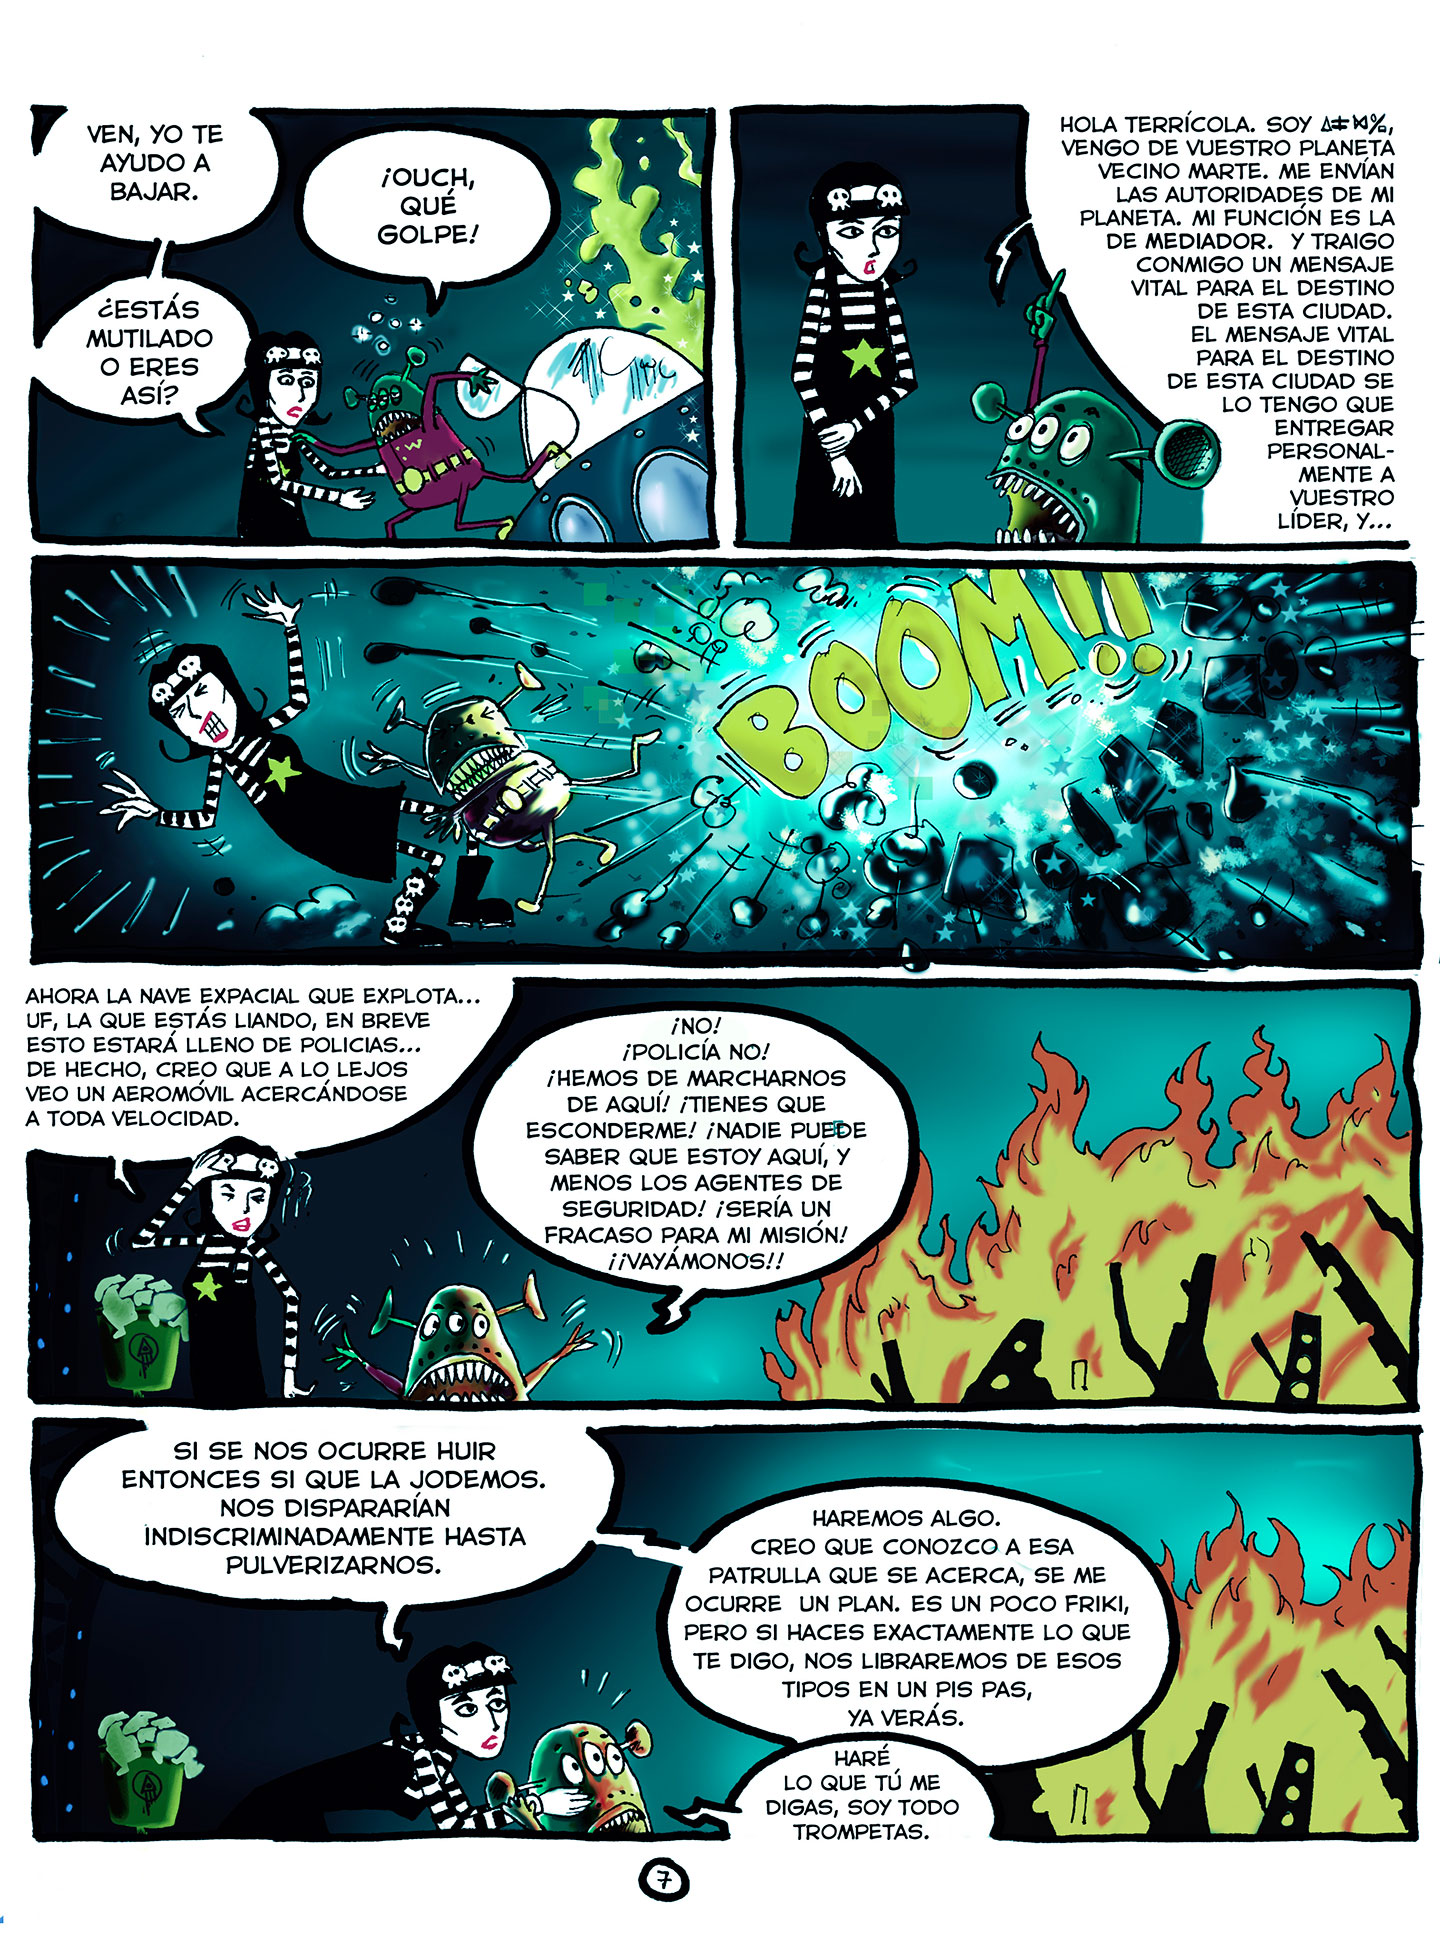 VEN, YO TE
AYUDO A
BAJAR.
¿ESTÁS
MUTILADO
O ERES
ASÍ?
¡OUCH,
QUÉ
GOLPE!
HOLA TERRÍCOLA. SOY
VENGO DE VUESTRO PLANETA
VECINO MARTE. ME ENVÍAN
LAS AUTORIDADES DE MI
PLANETA. MI FUNCIÓN ES LA
DE MEDIADOR. Y TRAIGO
CONMIGO UN MENSAJE
VITAL PARA EL DESTINO
DE ESTA CIUDAD.
EL MENSAJE VITAL
PARA EL DESTINO
DE ESTA CIUDAD SE
LO TENGO QUE
ENTREGAR
PERSONAL-
MENTE A
VUESTRO
LÍDER, Y...
BOOM!!
AHORA LA NAVE EXPACIAL QUE EXPLOTA...
UF, LA QUE ESTÁS LIANDO, EN BREVE
ESTO ESTARÁ LLENO DE POLICIAS...
DE HECHO, CREO QUE A LO LEJOS
VEO UN AEROMÓVIL ACERCÁNDOSE
A TODA VELOCIDAD.
¡NO!
¡POLICÍA NO!
¡HEMOS DE MARCHARNOS
DE AQUÍ! ¡TIENES QUE
ESCONDERME! ¡NADIE PUEDE
SABER QUE ESTOY AQUÍ, Y
MENOS LOS AGENTES DE
SEGURIDAD! ¡SERÍA UN
FRACASO PARA MI MISIÓN!
¡¡VAYÁMONOS!!
SI SE NOS OCURRE HUIR
ENTONCES SI QUE LA JODEMOS.
NOS DISPARARÍAN
INDISCRIMINADAMENTE HASTA
PULVERIZARNOS.
HAREMOS ALGO.
CREO QUE CONOZCO A ESA
PATRULLA QUE SE ACERCA, SE ME
OCURRE UN PLAN. ES UN POCO FRIKI,
PERO SI HACES EXACTAMENTE LO QUE
TE DIGO, NOS LIBRAREMOS DE ESOS
TIPOS EN UN PIS PAS,
YA VERÁS.
HARÉ
LO QUE TÚ ME
DIGAS, SOY TODO
TROMPETAS.
7